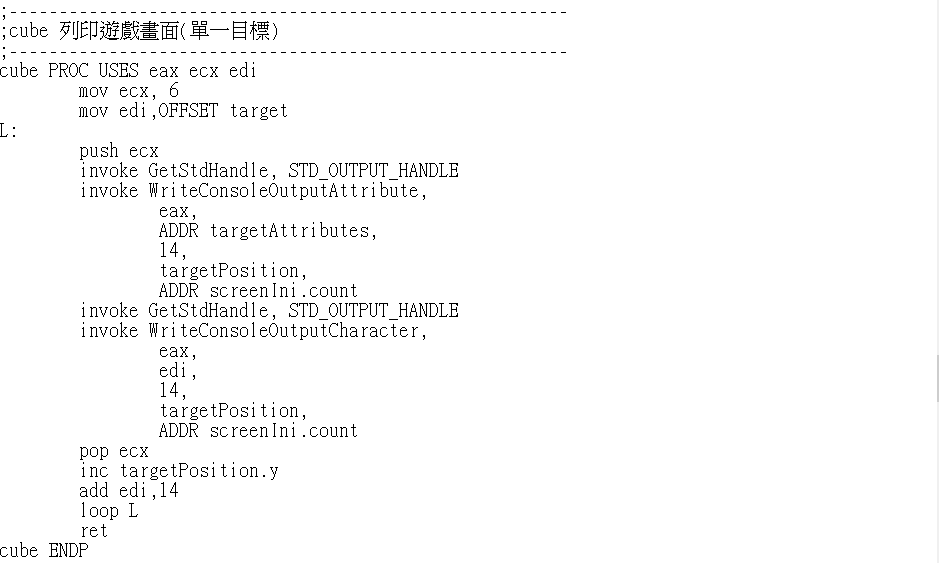 ;--------------------------------------------------------
;cube 列印遊戲畫面(單一目標)
;--------------------------------------------------------
cube PROC USES eax ecx edi
        mov ecx, 6
        mov edi,OFFSET target
L:
        push ecx
        invoke GetStdHandle, STD_OUTPUT_HANDLE
        invoke WriteConsoleOutputAttribute,
                eax,
                ADDR targetAttributes,
                14,
                targetPosition,
                ADDR screenIni.count
        invoke GetStdHandle, STD_OUTPUT_HANDLE
        invoke WriteConsoleOutputCharacter,
                eax,
                edi,
                14,
                targetPosition,
                ADDR screenIni.count
        pop ecx
        inc targetPosition.y
        add edi,14
        loop L
        ret
cube ENDP